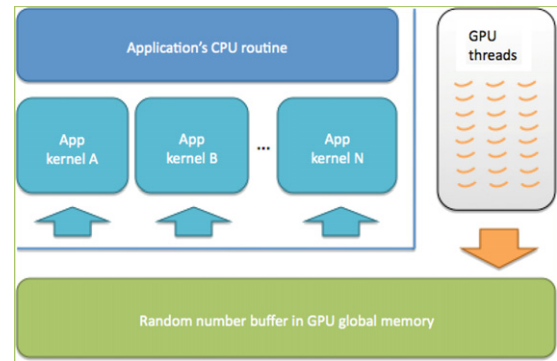 Application's CPU routine
GPU
threads
App
kernel A
App
kernel B
...
App
kernel N
Random number buffer in GPU global memory